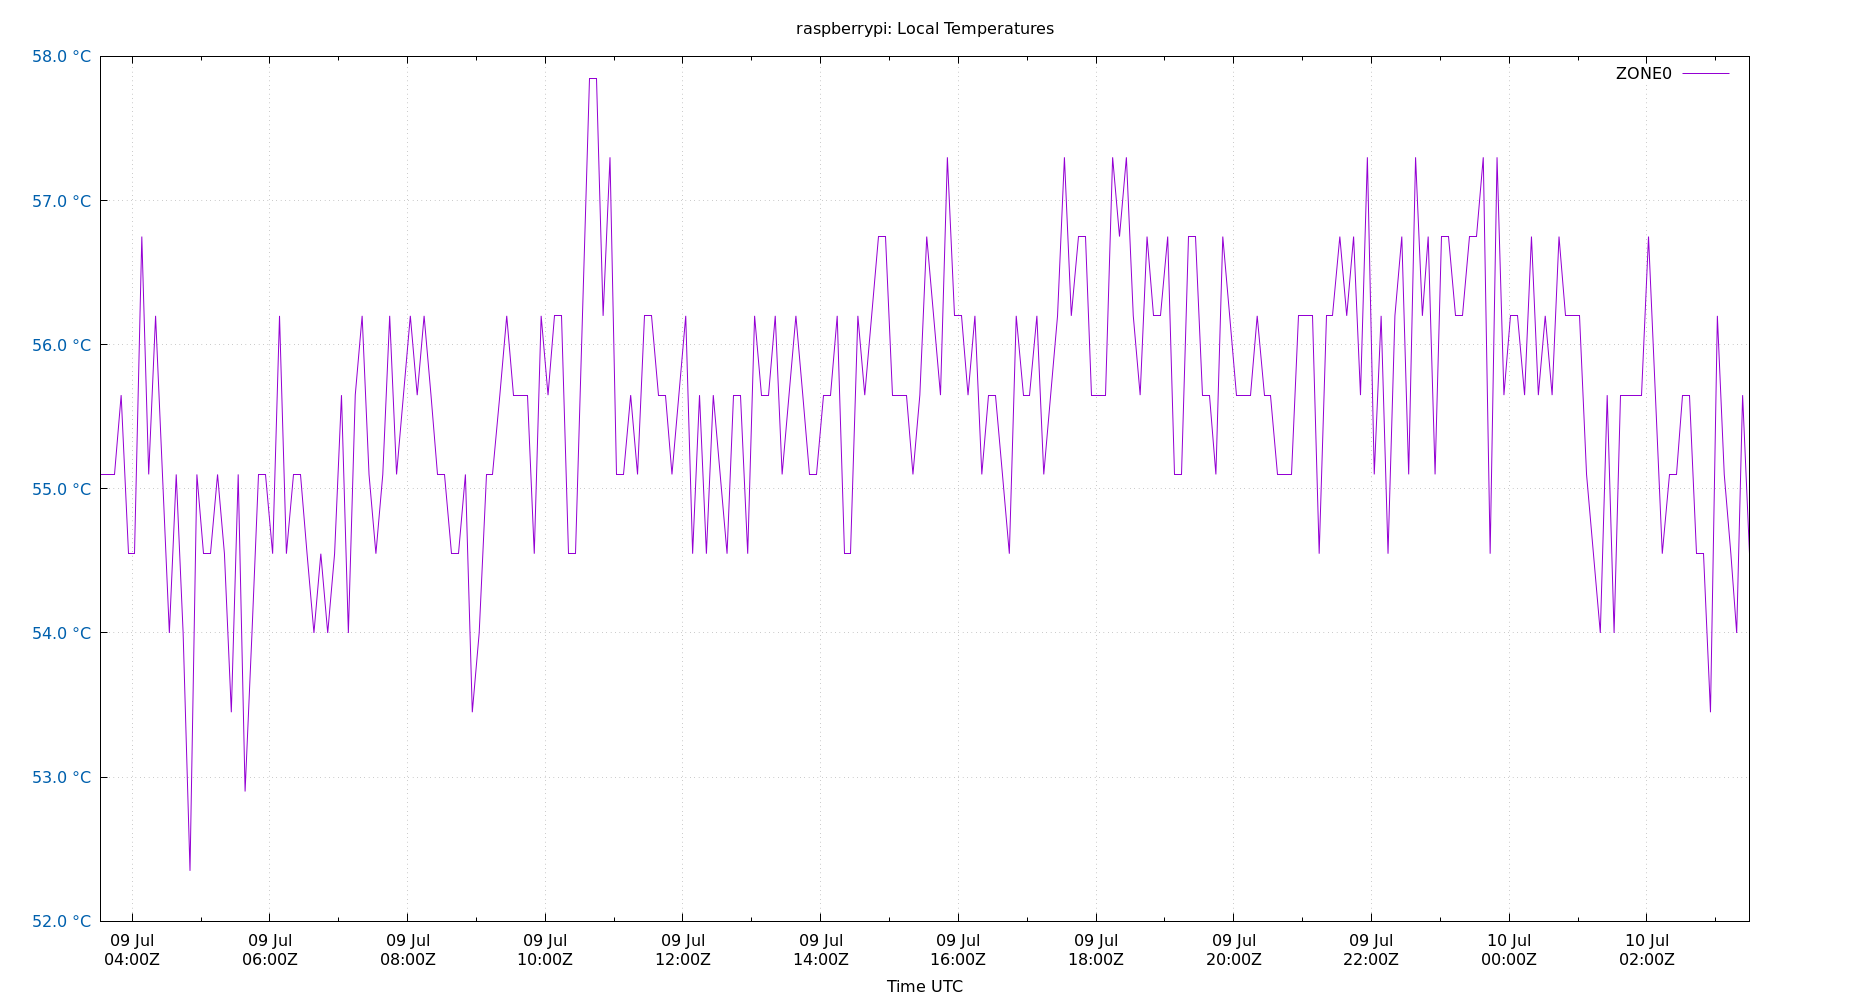 raspberrypi: Local Temperatures
58.0 °C
57.0 °C
56.0 °C
55.0 °C
54.0 °C
53.0 °C
52.0 °C
ZONE0
09 Jul 09 Jul 09 Jul 09 Jul 09 Jul 09 Jul 09 Jul 09 Jul 09 Jul 09 Jul 10 Jul 10 Jul
04:00Z 06:00Z 08:00Z 10:00Z 12:00Z 14:00Z 16:00Z 18:00Z 20:00Z 22:00Z 00:00Z 02:00Z
Time UTC